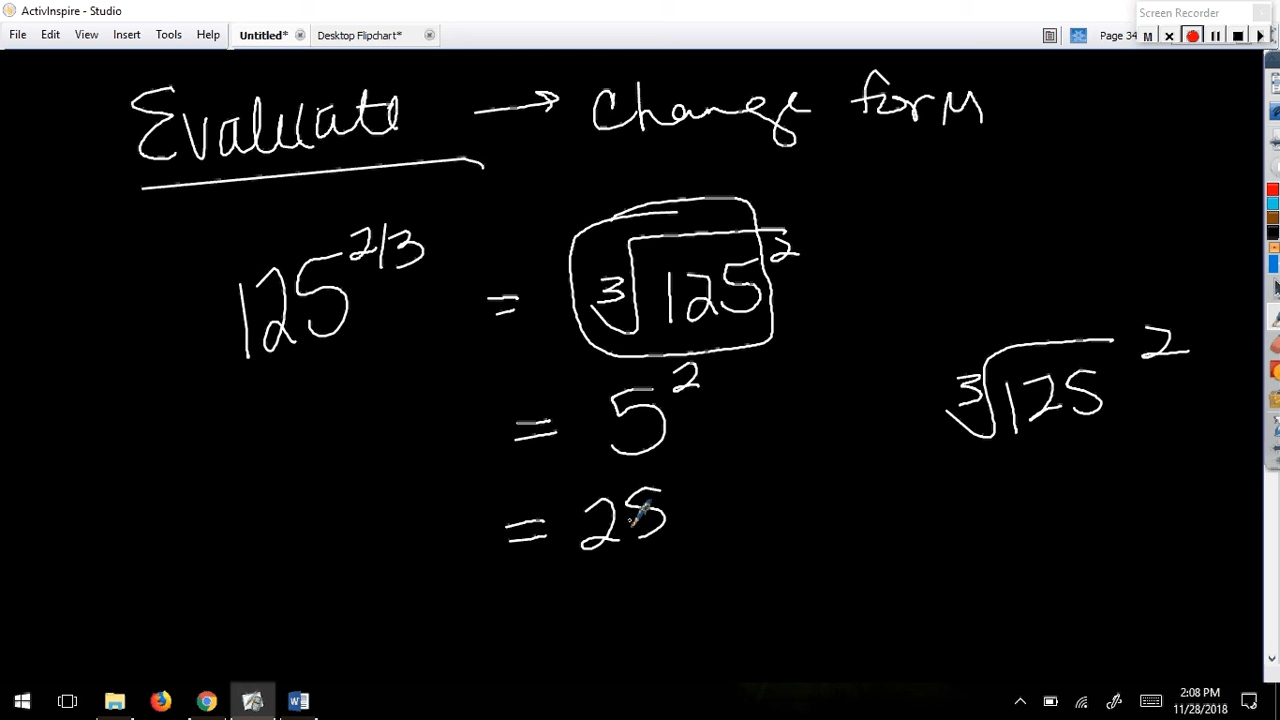 ActivInspire - Studio
Screen Recorder
File Edit View Insert Tools Help Untitled* Desktop Flipchart* Page 34
M
Evaluate → Change form
125^2/3 = ∛125^2
= 5^2
∛125^2
= 25
2:08 PM
11/28/2018